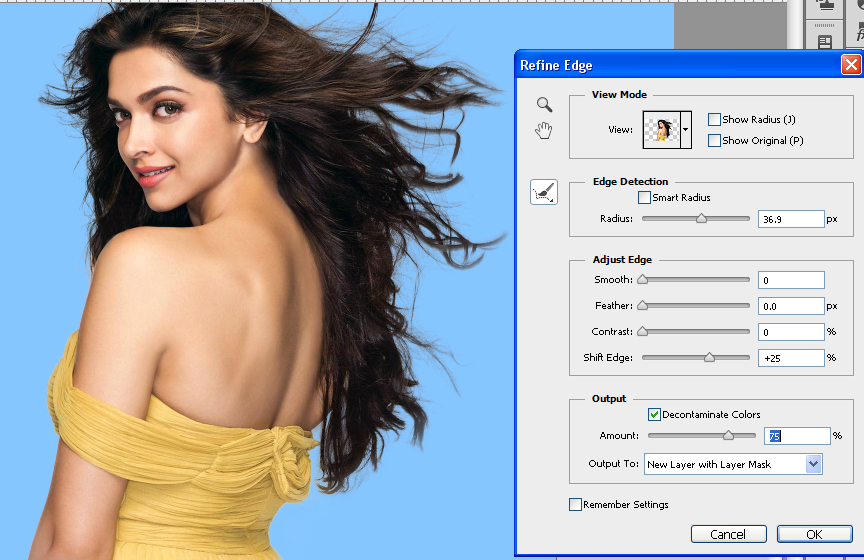 Refine Edge
View Mode
View:
Show Radius (J)
Show Original (P)
Edge Detection
Smart Radius
Radius: 36.9 px
Adjust Edge
Smooth: 0
Feather: 0.0 px
Contrast: 0 %
Shift Edge: +25 %
Output
Decontaminate Colors
Amount: 75 %
Output To: New Layer with Layer Mask
Remember Settings
Cancel OK